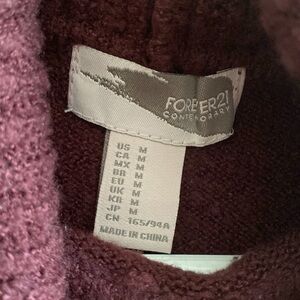 FOREVER21
CONTEMPORARY
US M
CA M
MX M
BR M
EU M
UK M
KR M
JP M
CN 165/94A
MADE IN CHINA